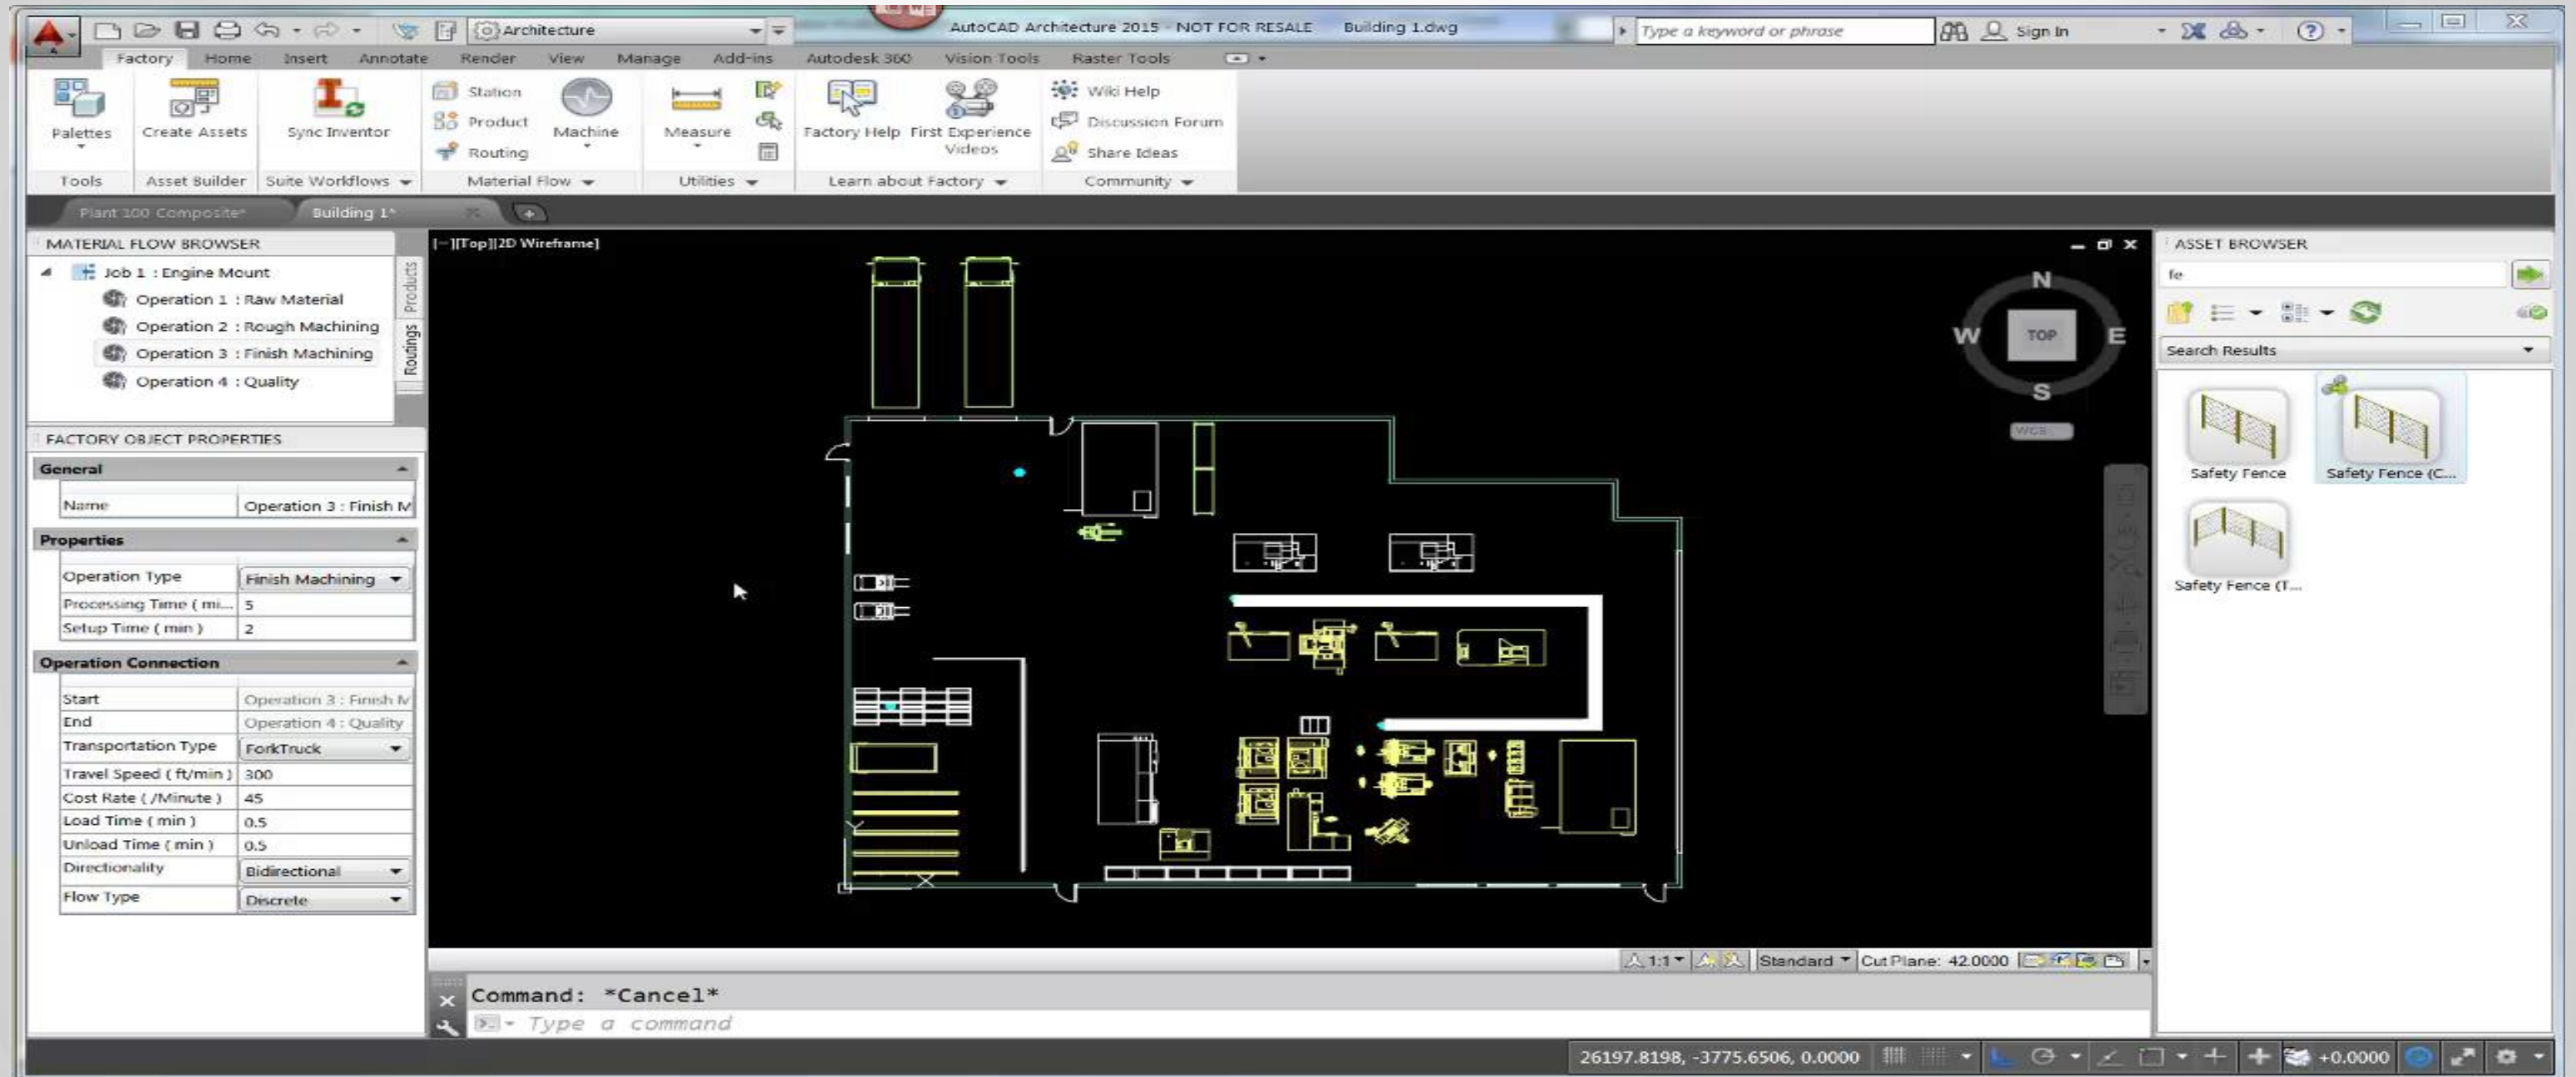 Architecture
AutoCAD Architecture 2015 - NOT FOR RESALE Building 1.dwg
Type a keyword or phrase
Sign In
Factory Home Insert Annotate Render View Manage Add-ins Autodesk 360 Vision Tools Raster Tools
Station
Product
Routing
Wiki Help
Discussion Forum
Share Ideas
Palettes Create Assets Sync Inventor Machine Measure Factory Help First Experience
Videos
Tools Asset Builder Suite Workflows Material Flow Utilities Learn about Factory Community
Plant 100 Composite* Building 1*
MATERIAL FLOW BROWSER
Job 1 : Engine Mount
Operation 1 : Raw Material
Operation 2 : Rough Machining
Operation 3 : Finish Machining
Operation 4 : Quality
Products
Routings
FACTORY OBJECT PROPERTIES
General
Name Operation 3 : Finish M
Properties
Operation Type Finish Machining
Processing Time ( mi... 5
Setup Time ( min ) 2
Operation Connection
Start Operation 3 : Finish M
End Operation 4 : Quality
Transportation Type ForkTruck
Travel Speed ( ft/min ) 300
Cost Rate ( /Minute ) 45
Load Time ( min ) 0.5
Unload Time ( min ) 0.5
Directionality Bidirectional
Flow Type Discrete
[-][Top][2D Wireframe]
N
W TOP E
S
WCS
Y
X
ASSET BROWSER
fe
Search Results
Safety Fence Safety Fence (C...
Safety Fence (T...
1:1 Standard Cut Plane: 42.0000
Command: *Cancel*
Type a command
26197.8198, -3775.6506, 0.0000 +0.0000